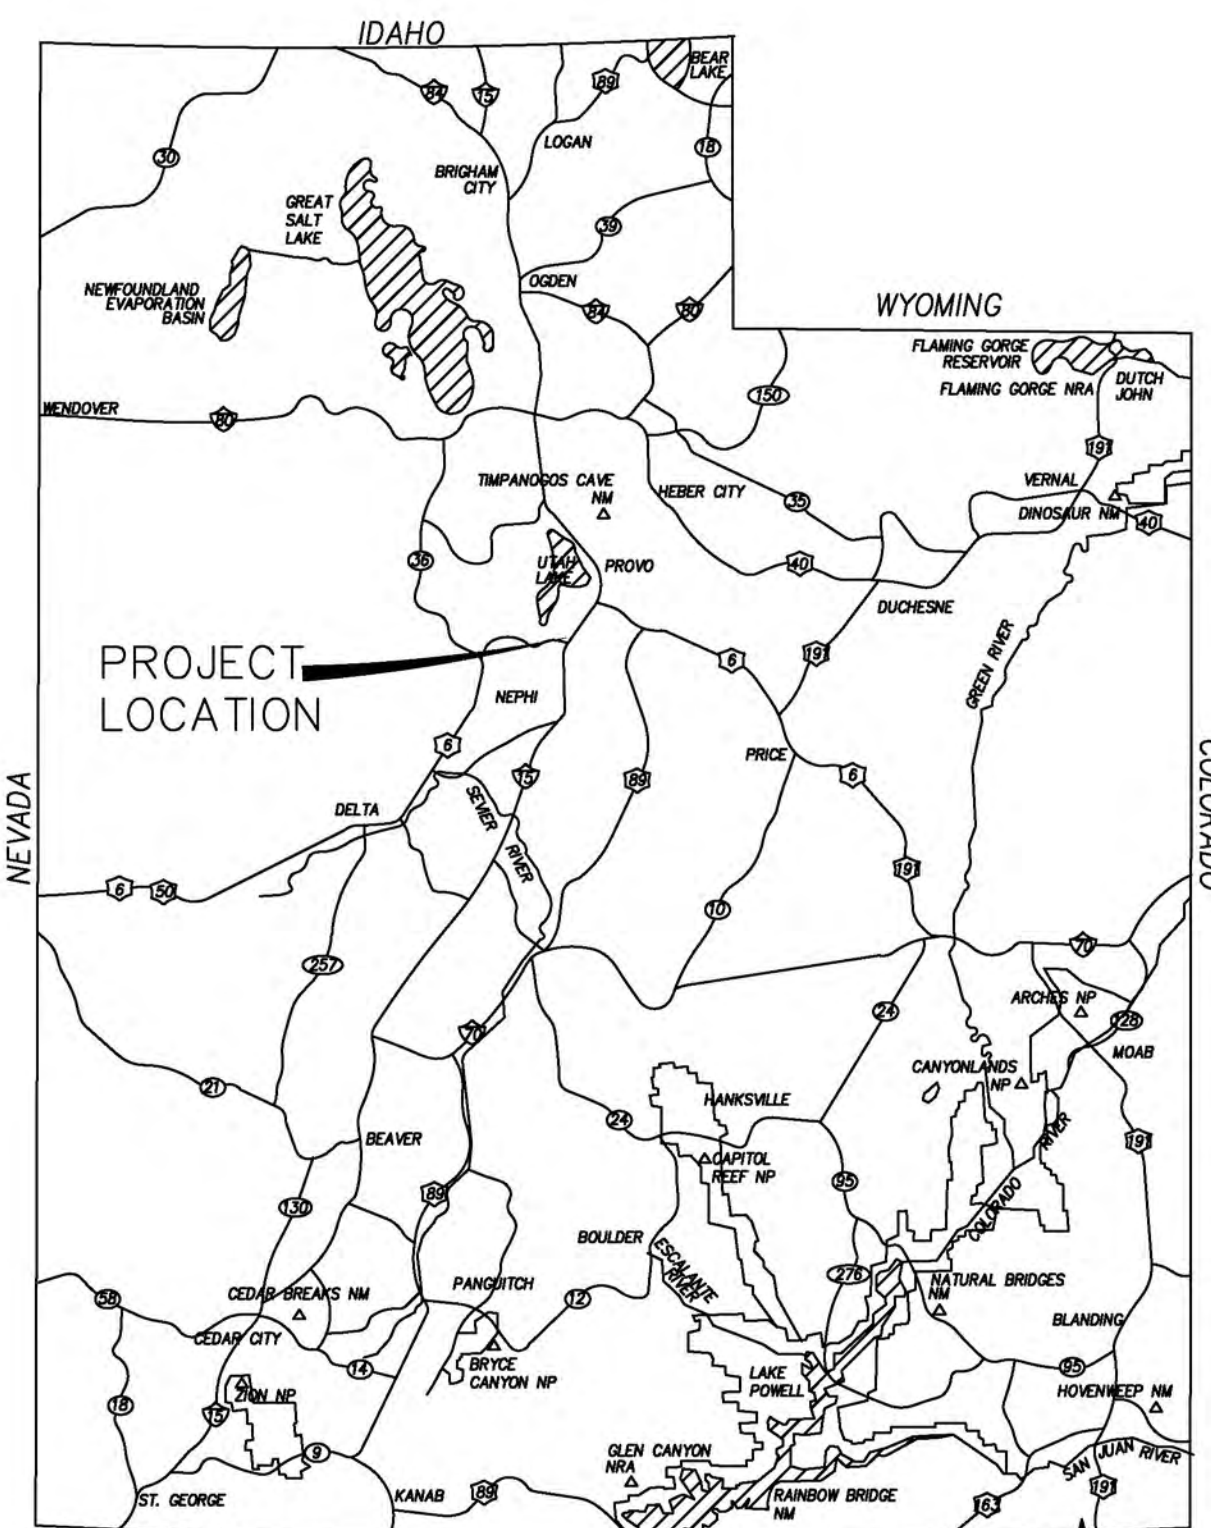 IDAHO
BEAR
LAKE
84
15
89
LOGAN
18
30
BRIGHAM
CITY
GREAT
SALT
LAKE
39
OGDEN
NEWFOUNDLAND
EVAPORATION
BASIN
84
80
WYOMING
FLAMING GORGE
RESERVOIR
FLAMING GORGE NRA
DUTCH
JOHN
150
WENDOVER
80
191
TIMPANOGOS CAVE
NM
HEBER CITY
VERNAL
35
DINOSAUR NM
40
36
UTAH
LAKE
PROVO
40
DUCHESNE
GREEN RIVER
PROJECT
LOCATION
6
191
NEPHI
6
PRICE
15
89
6
NEVADA
COLORADO
DELTA
SEVIER
RIVER
6
50
191
10
257
70
ARCHES NP
24
128
70
MOAB
CANYONLANDS
NP
21
HANKSVILLE
24
RIVER
191
BEAVER
CAPITOL
REEF NP
95
89
COLORADO
130
BOULDER
ESCALANTE
RIVER
276
NATURAL BRIDGES
NM
PANGUITCH
58
CEDAR BREAKS NM
12
BLANDING
CEDAR CITY
14
BRYCE
CANYON NP
LAKE
POWELL
95
HOVENWEEP NM
ZION NP
18
15
9
GLEN CANYON
NRA
SAN JUAN RIVER
ST. GEORGE
KANAB
89
RAINBOW BRIDGE
NM
163
191